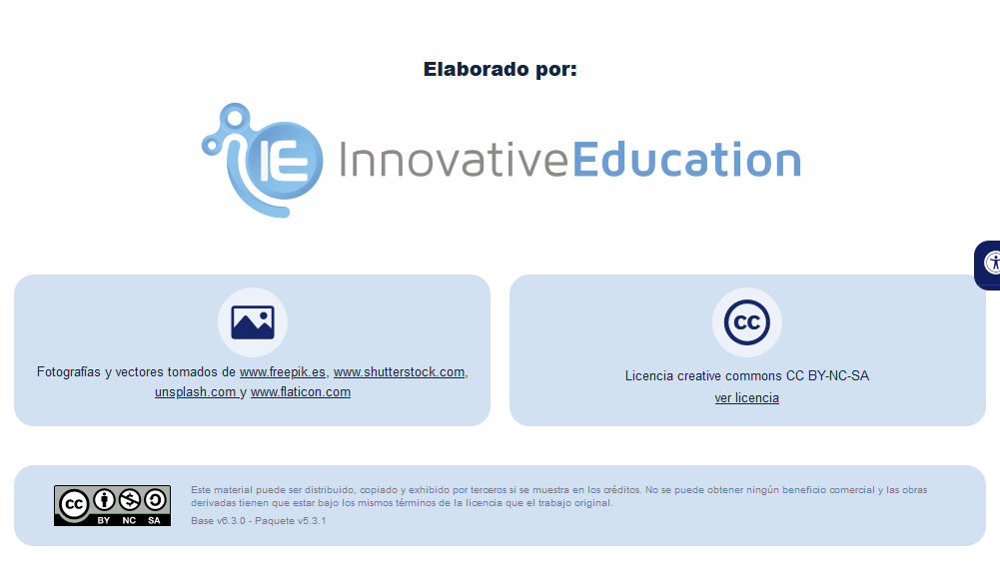 Elaborado por:
IE InnovativeEducation
Fotografías y vectores tomados de www.freepik.es, www.shutterstock.com,
unsplash.com y www.flaticon.com
cc
Licencia creative commons CC BY-NC-SA
ver licencia
cc BY NC SA
Este material puede ser distribuido, copiado y exhibido por terceros si se muestra en los créditos. No se puede obtener ningún beneficio comercial y las obras
derivadas tienen que estar bajo los mismos términos de la licencia que el trabajo original.
Base v6.3.0 - Paquete v5.3.1